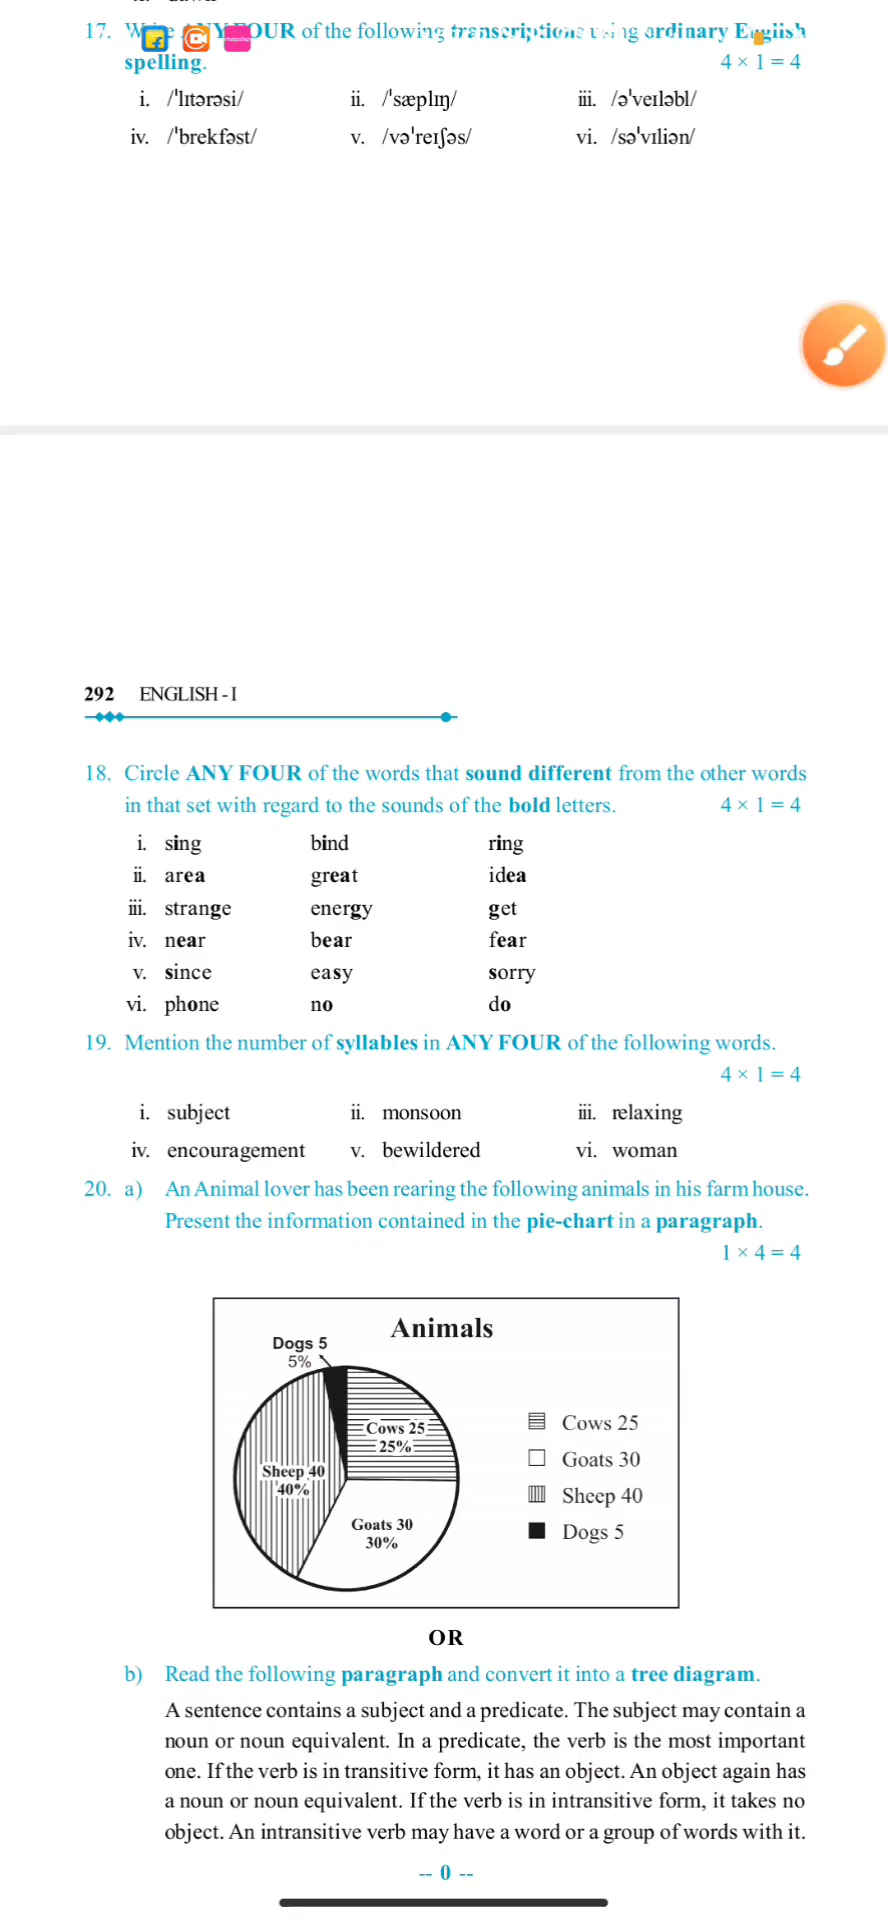 17. FOUR of the following transcriptions using ordinary English
spelling. 4 × 1 = 4
i. /ˈlɪtərəsi/ ii. /ˈsæplɪŋ/ iii. /əˈveɪləbl/
iv. /ˈbrekfəst/ v. /vəˈreɪʃəs/ vi. /səˈvɪliən/
292 ENGLISH - I
18. Circle ANY FOUR of the words that sound different from the other words
in that set with regard to the sounds of the bold letters. 4 × 1 = 4
i. sing bind ring
ii. area great idea
iii. strange energy get
iv. near bear fear
v. since easy sorry
vi. phone no do
19. Mention the number of syllables in ANY FOUR of the following words.
4 × 1 = 4
i. subject ii. monsoon iii. relaxing
iv. encouragement v. bewildered vi. woman
20. a) An Animal lover has been rearing the following animals in his farm house.
Present the information contained in the pie-chart in a paragraph.
1 × 4 = 4
Animals
Dogs 5
5%
Cows 25
25%
Sheep 40
40%
Goats 30
30%
Cows 25
Goats 30
Sheep 40
Dogs 5
OR
b) Read the following paragraph and convert it into a tree diagram.
A sentence contains a subject and a predicate. The subject may contain a
noun or noun equivalent. In a predicate, the verb is the most important
one. If the verb is in transitive form, it has an object. An object again has
a noun or noun equivalent. If the verb is in intransitive form, it takes no
object. An intransitive verb may have a word or a group of words with it.
-- 0 --